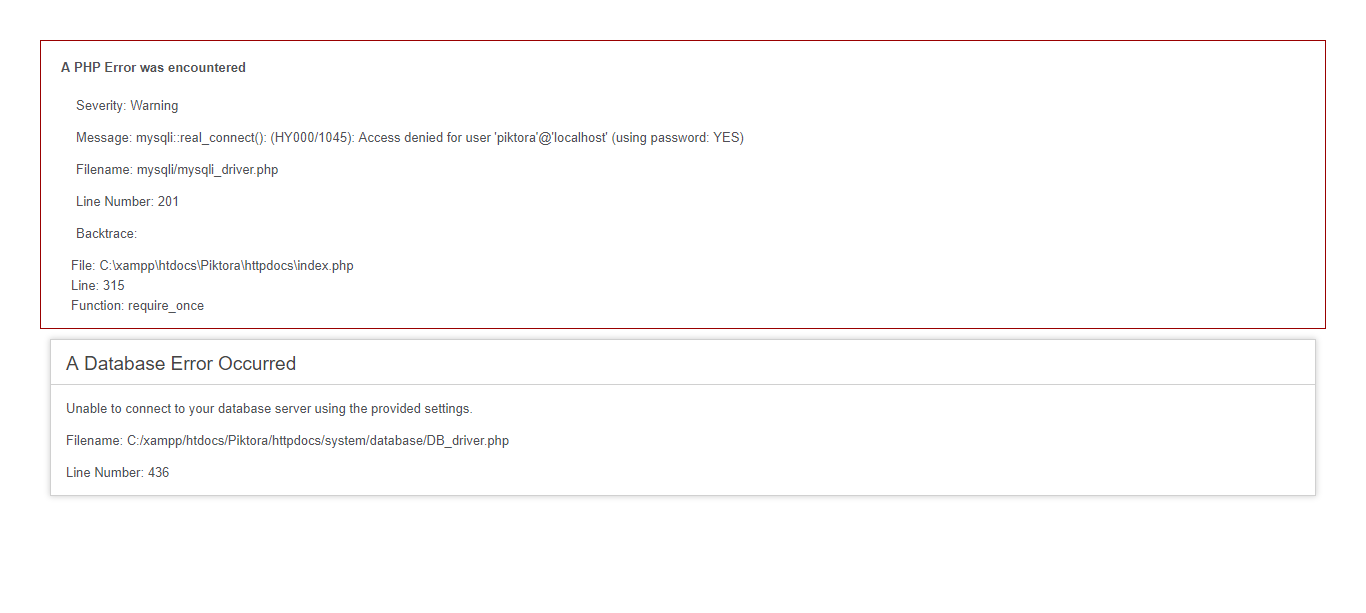 A PHP Error was encountered
Severity: Warning
Message: mysqli::real_connect(): (HY000/1045): Access denied for user 'piktora'@'localhost' (using password: YES)
Filename: mysqli/mysqli_driver.php
Line Number: 201
Backtrace:
File: C:\xampp\htdocs\Piktora\httpdocs\index.php
Line: 315
Function: require_once
A Database Error Occurred
Unable to connect to your database server using the provided settings.
Filename: C:/xampp/htdocs/Piktora/httpdocs/system/database/DB_driver.php
Line Number: 436